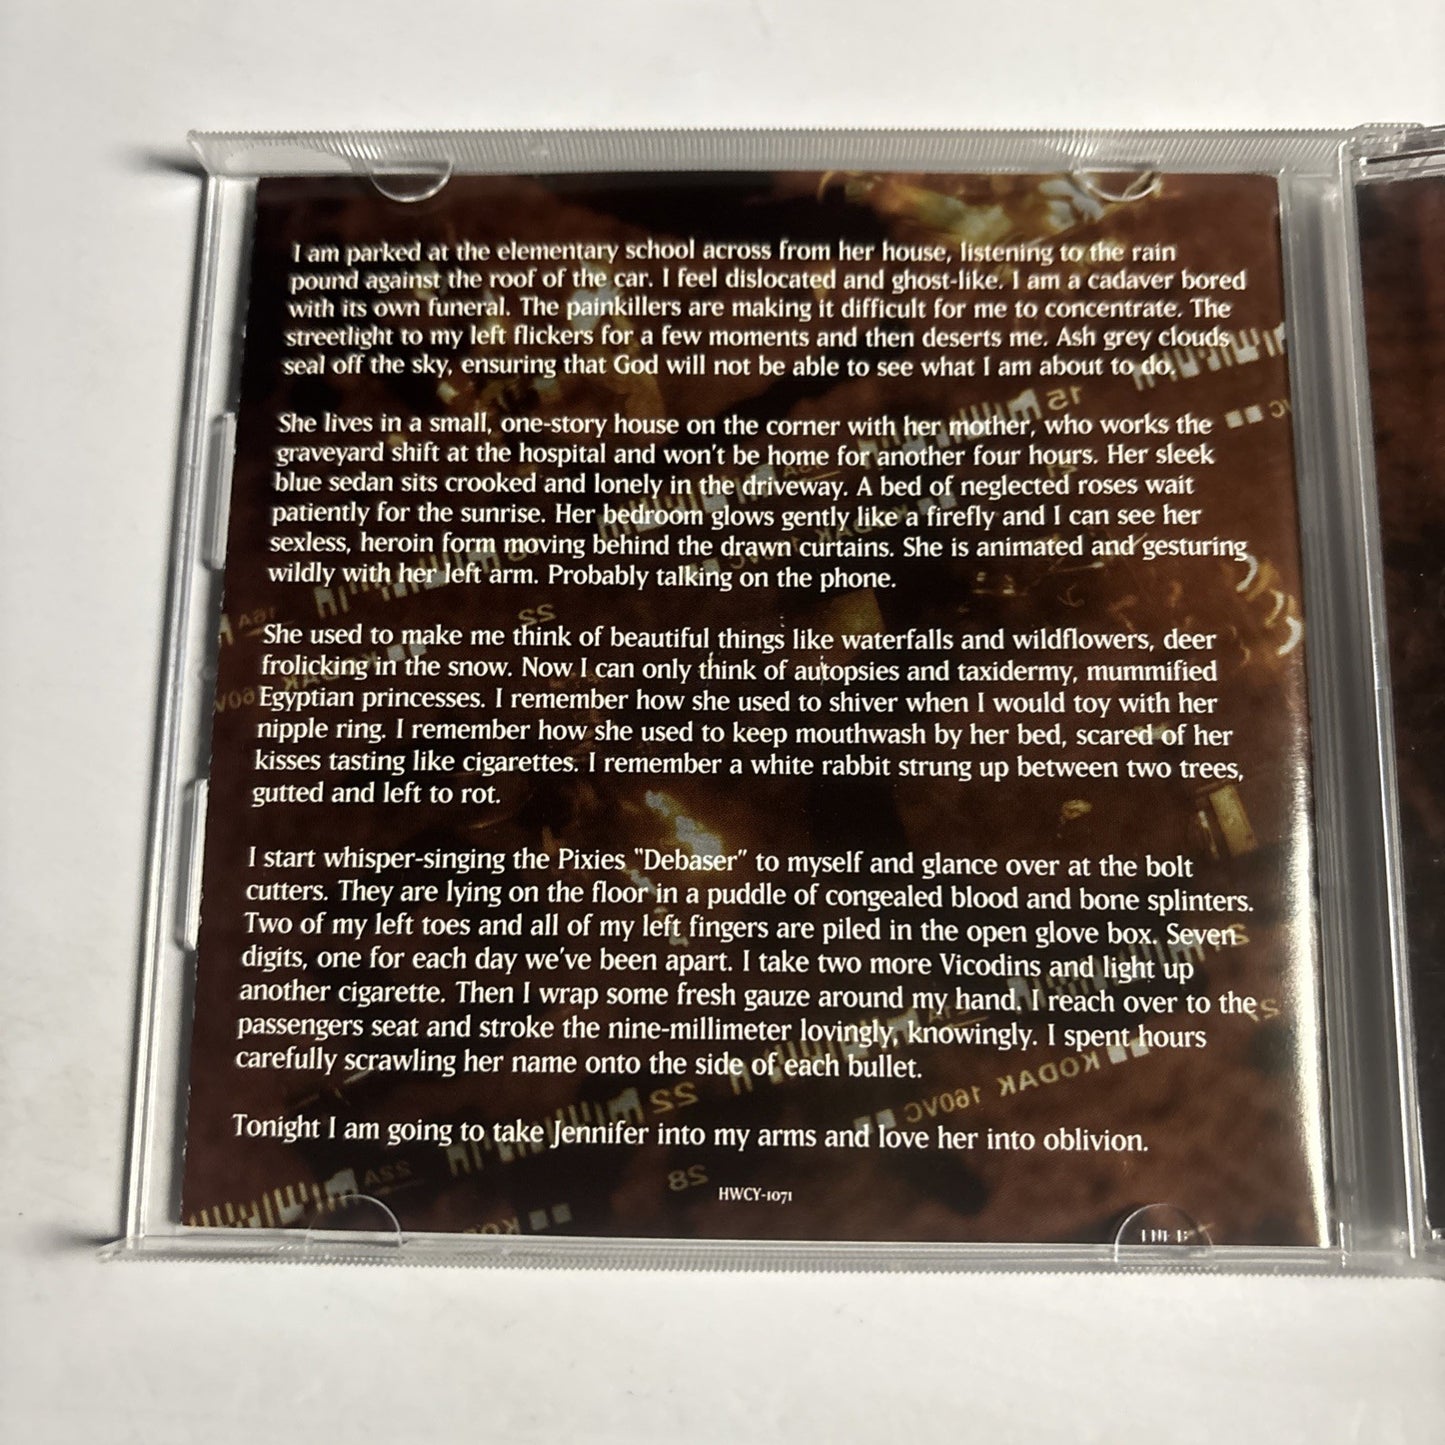 I am parked at the elementary school across from her house, listening to the rain
pound against the roof of the car. I feel dislocated and ghost-like. I am a cadaver bored
with its own funeral. The painkillers are making it difficult for me to concentrate. The
streetlight to my left flickers for a few moments and then deserts me. Ash grey clouds
seal off the sky, ensuring that God will not be able to see what I am about to do.
She lives in a small, one-story house on the corner with her mother, who works the
graveyard shift at the hospital and won't be home for another four hours. Her sleek
blue sedan sits crooked and lonely in the driveway. A bed of neglected roses wait
patiently for the sunrise. Her bedroom glows gently like a firefly and I can see her
sexless, heroin form moving behind the drawn curtains. She is animated and gesturing
wildly with her left arm. Probably talking on the phone.
She used to make me think of beautiful things like waterfalls and wildflowers, deer
frolicking in the snow. Now I can only think of autopsies and taxidermy, mummified
Egyptian princesses. I remember how she used to shiver when I would toy with her
nipple ring. I remember how she used to keep mouthwash by her bed, scared of her
kisses tasting like cigarettes. I remember a white rabbit strung up between two trees,
gutted and left to rot.
I start whisper-singing the Pixies "Debaser" to myself and glance over at the bolt
cutters. They are lying on the floor in a puddle of congealed blood and bone splinters.
Two of my left toes and all of my left fingers are piled in the open glove box. Seven
digits, one for each day we've been apart. I take two more Vicodins and light up
another cigarette. Then I wrap some fresh gauze around my hand. I reach over to the
passengers seat and stroke the nine-millimeter lovingly, knowingly. I spent hours
carefully scrawling her name onto the side of each bullet.
Tonight I am going to take Jennifer into my arms and love her into oblivion.
HWCY-1071
15
22
KODAK 160VC
22
22A
28